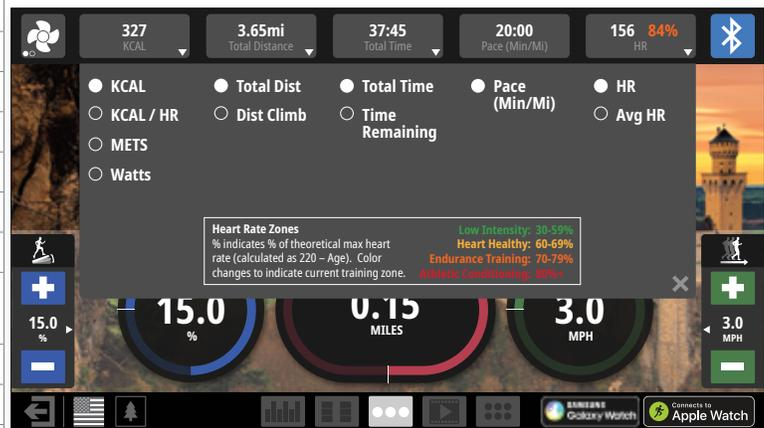 327
KCAL
3.65mi
Total Distance
37:45
Total Time
20:00
Pace (Min/Mi)
156 84%
HR
KCAL
KCAL / HR
METS
Watts
Total Dist
Dist Climb
Total Time
Time
Remaining
Pace
(Min/Mi)
HR
Avg HR
Heart Rate Zones
% indicates % of theoretical max heart
rate (calculated as 220 – Age). Color
changes to indicate current training zone.
Low Intensity: 30-59%
Heart Healthy: 60-69%
Endurance Training: 70-79%
Athletic Conditioning: 80%+
15.0
%
15.0
%
0.15
MILES
3.0
MPH
3.0
MPH
SAMSUNG
Galaxy Watch
Connects to
Apple Watch